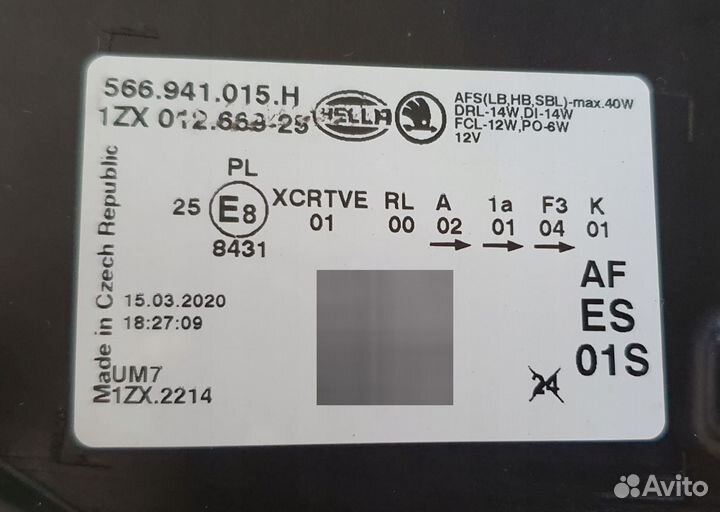 566.941.015.H
1ZX 012.663-25
HELLA
AFS(LB,HB,SBL)-max.40W
DRL-14W,DI-14W
FCL-12W,PO-6W
12V
PL
25 E8 XCRTVE RL A 1a F3 K
01 00 02 01 04 01
8431
Made in Czech Republic
15.03.2020
18:27:09
AF
ES
01S
UM7
1ZX.2214
24
Avito